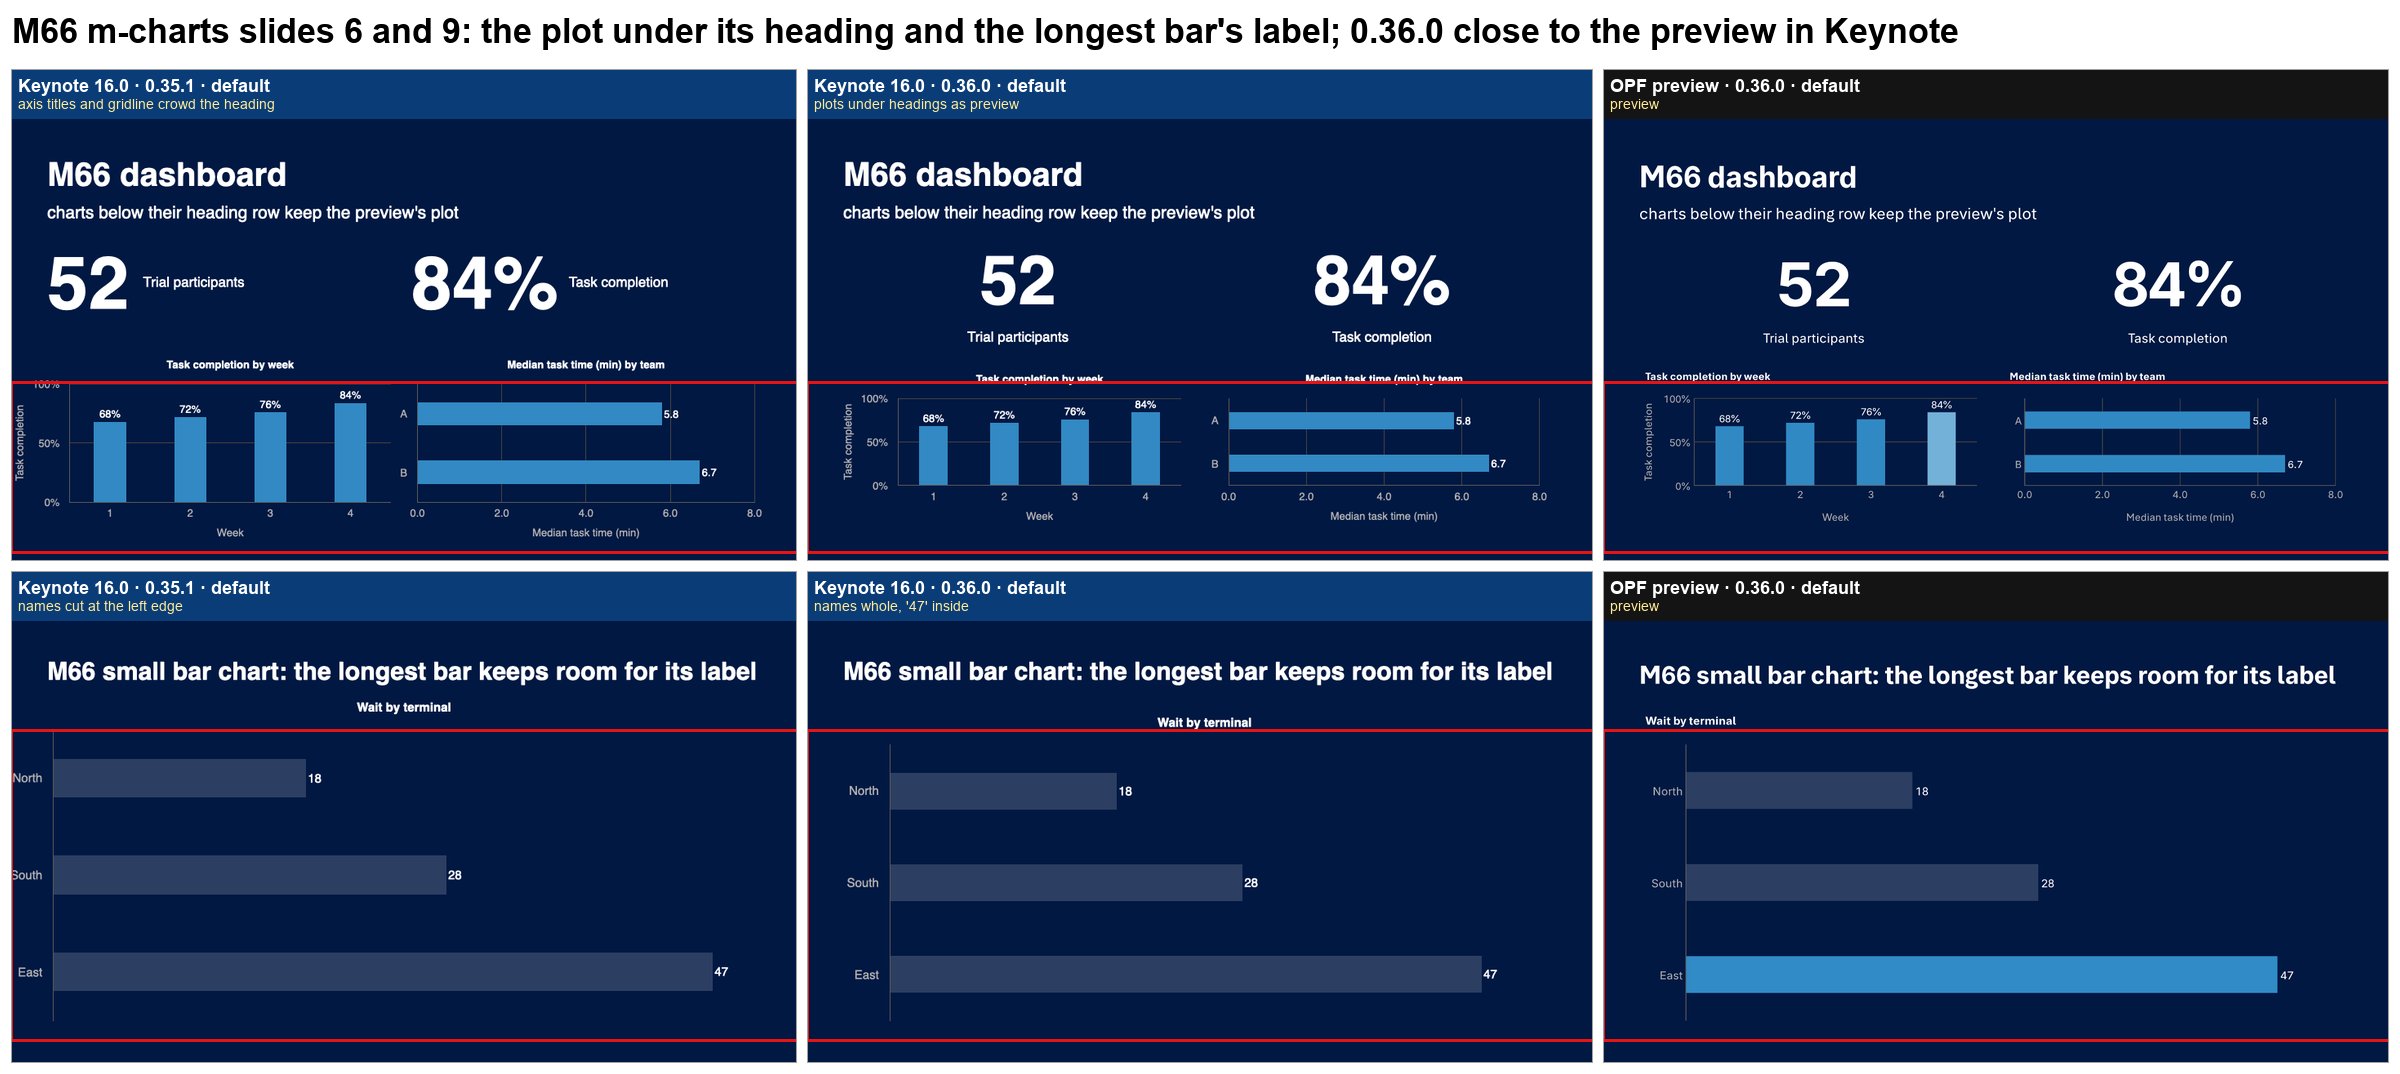 M66 m-charts slides 6 and 9: the plot under its heading and the longest bar's label; 0.36.0 close to the preview in Keynote
Keynote 16.0 · 0.35.1 · default
axis titles and gridline crowd the heading
M66 dashboard
charts below their heading row keep the preview's plot
52 Trial participants
84% Task completion
Task completion by week
100%
50%
0%
Task completion
68%
72%
76%
84%
1 2 3 4
Week
Median task time (min) by team
A
5.8
B
6.7
0.0 2.0 4.0 6.0 8.0
Median task time (min)
Keynote 16.0 · 0.36.0 · default
plots under headings as preview
M66 dashboard
charts below their heading row keep the preview's plot
52
84%
Trial participants
Task completion
Task completion by week
100%
50%
0%
Task completion
68%
72%
76%
84%
1 2 3 4
Week
Median task time (min) by team
A
5.8
B
6.7
0.0 2.0 4.0 6.0 8.0
Median task time (min)
OPF preview · 0.36.0 · default
preview
M66 dashboard
charts below their heading row keep the preview's plot
52
84%
Trial participants
Task completion
Task completion by week
100%
50%
0%
Task completion
68%
72%
76%
84%
1 2 3 4
Week
Median task time (min) by team
A
5.8
B
6.7
0.0 2.0 4.0 6.0 8.0
Median task time (min)
Keynote 16.0 · 0.35.1 · default
names cut at the left edge
M66 small bar chart: the longest bar keeps room for its label
Wait by terminal
North
18
South
28
East
47
Keynote 16.0 · 0.36.0 · default
names whole, '47' inside
M66 small bar chart: the longest bar keeps room for its label
Wait by terminal
North
18
South
28
East
47
OPF preview · 0.36.0 · default
preview
M66 small bar chart: the longest bar keeps room for its label
Wait by terminal
North
18
South
28
East
47